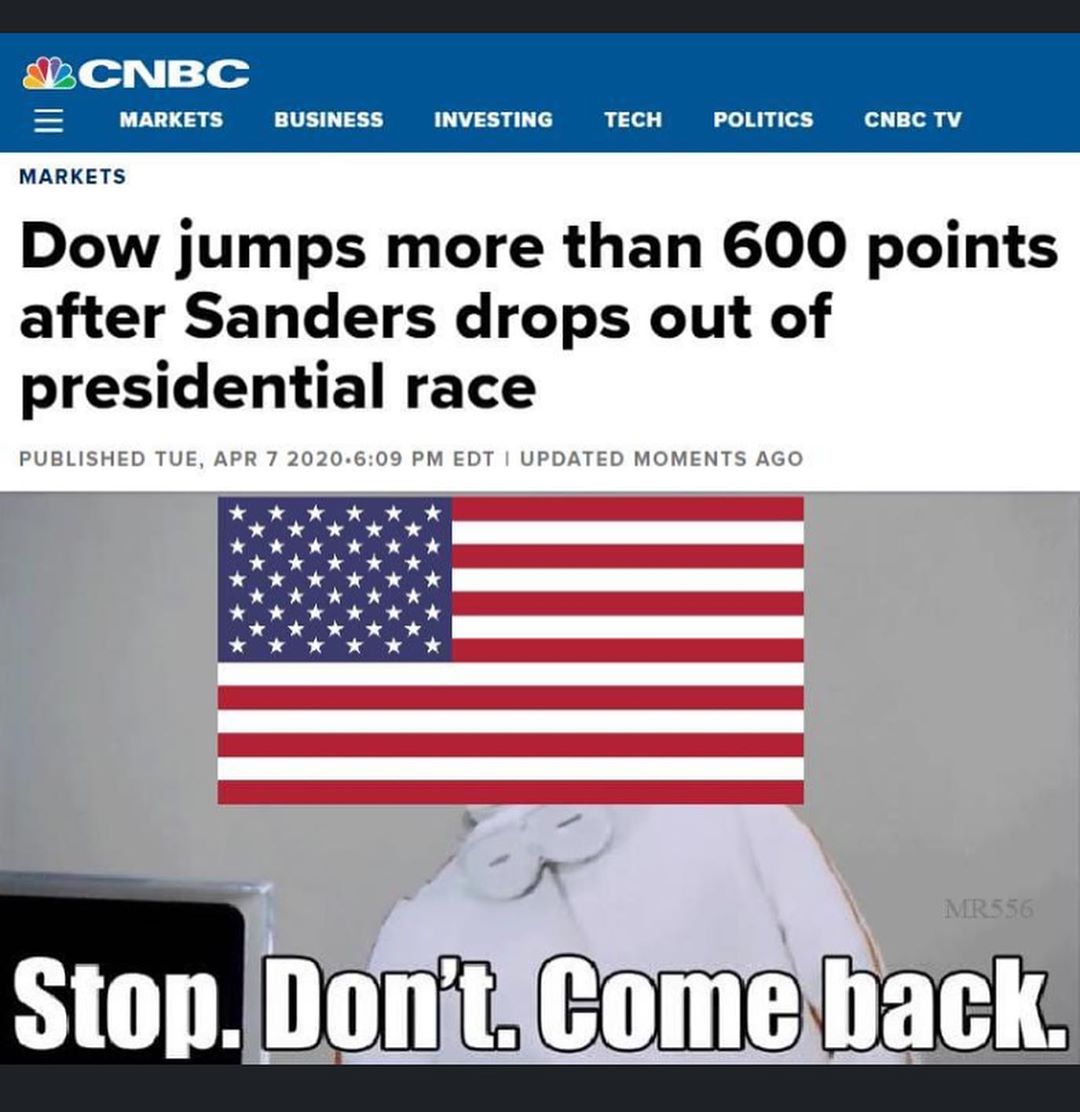 CNBC
MARKETS BUSINESS INVESTING TECH POLITICS CNBC TV
MARKETS
Dow jumps more than 600 points
after Sanders drops out of
presidential race
PUBLISHED TUE, APR 7 2020•6:09 PM EDT | UPDATED MOMENTS AGO
MR556
Stop. Don't. Come back.